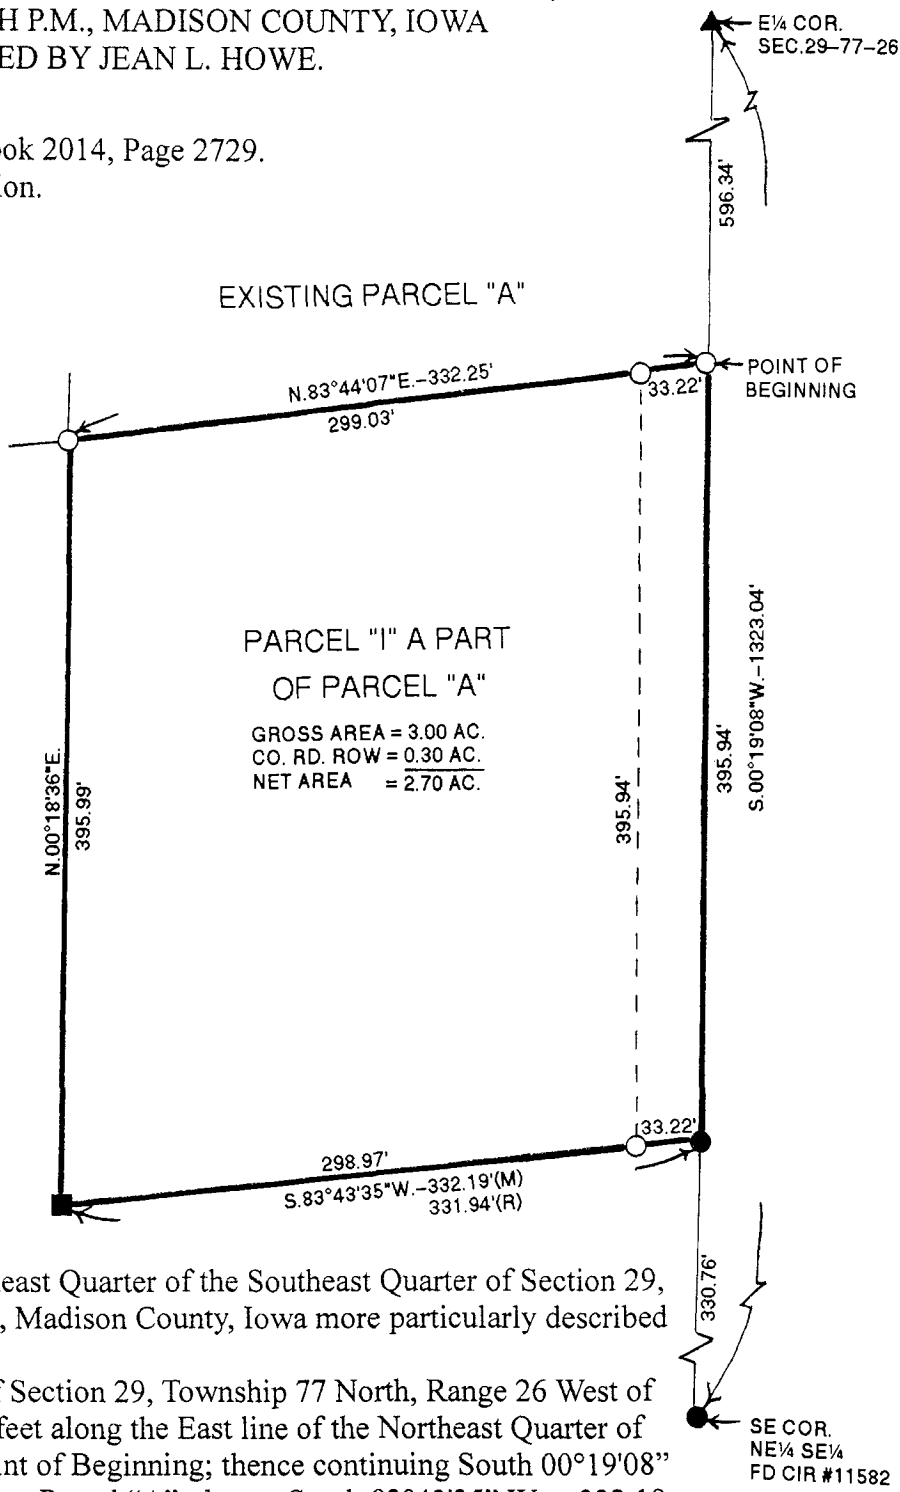 H P.M., MADISON COUNTY, IOWA
ED BY JEAN L. HOWE.
ook 2014, Page 2729.
ion.
E¼ COR.
SEC.29–77–26
596.34'
EXISTING PARCEL "A"
POINT OF
BEGINNING
N.83°44'07"E.–332.25'
299.03'
33.22'
PARCEL "I" A PART
OF PARCEL "A"
GROSS AREA = 3.00 AC.
CO. RD. ROW = 0.30 AC.
NET AREA = 2.70 AC.
N.00°18'36"E.
395.99'
395.94'
395.94'
S.00°19'08"W.–1323.04'
33.22'
298.97'
S.83°43'35"W.–332.19'(M)
331.94'(R)
330.76'
east Quarter of the Southeast Quarter of Section 29,
, Madison County, Iowa more particularly described
f Section 29, Township 77 North, Range 26 West of
feet along the East line of the Northeast Quarter of
nt of Beginning; thence continuing South 00°19'08”
SE COR.
NE¼ SE¼
FD CIR #11582